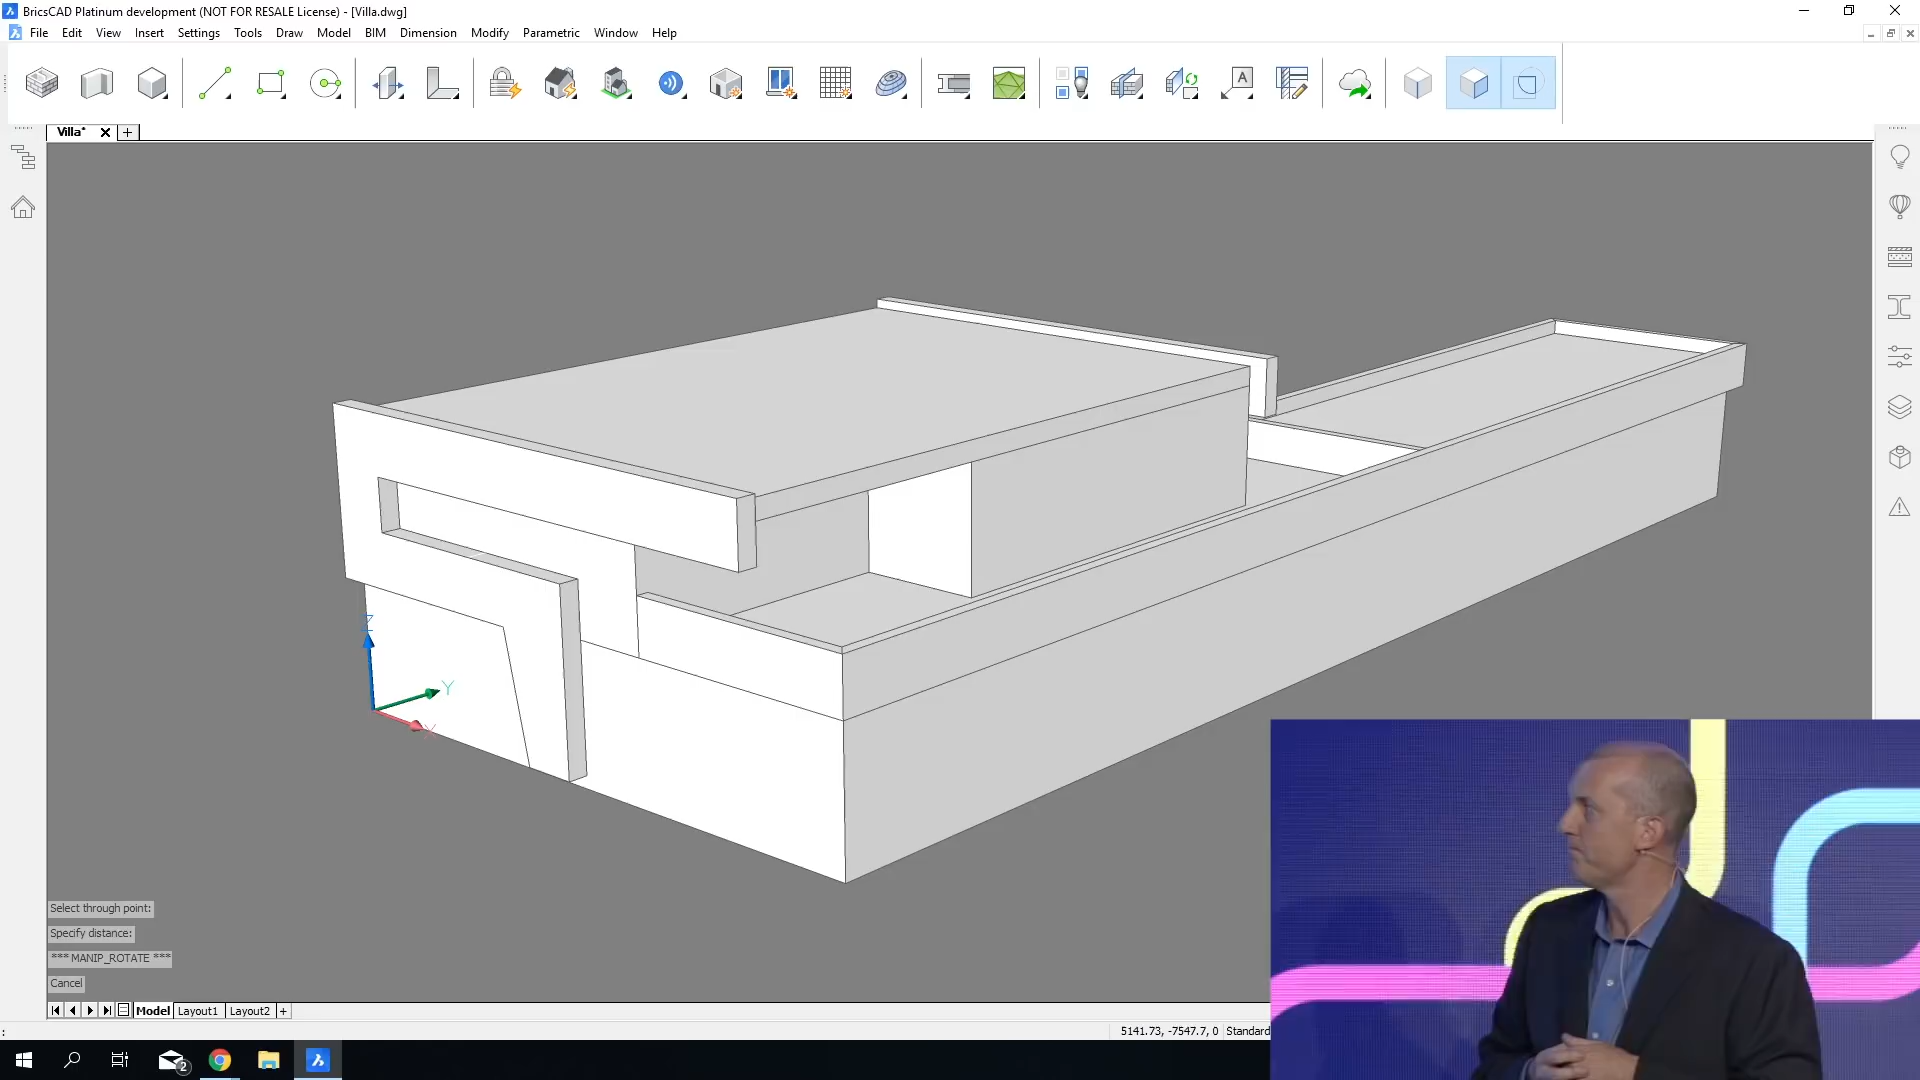 BricsCAD Platinum development (NOT FOR RESALE License) - [Villa.dwg]
File Edit View Insert Settings Tools Draw Model BIM Dimension Modify Parametric Window Help
A
Villa*
Z
Y
X
Select through point:
Specify distance:
*** MANIP_ROTATE ***
Cancel
Model Layout1 Layout2 +
:
5141.73, -7547.7, 0 Standard
2